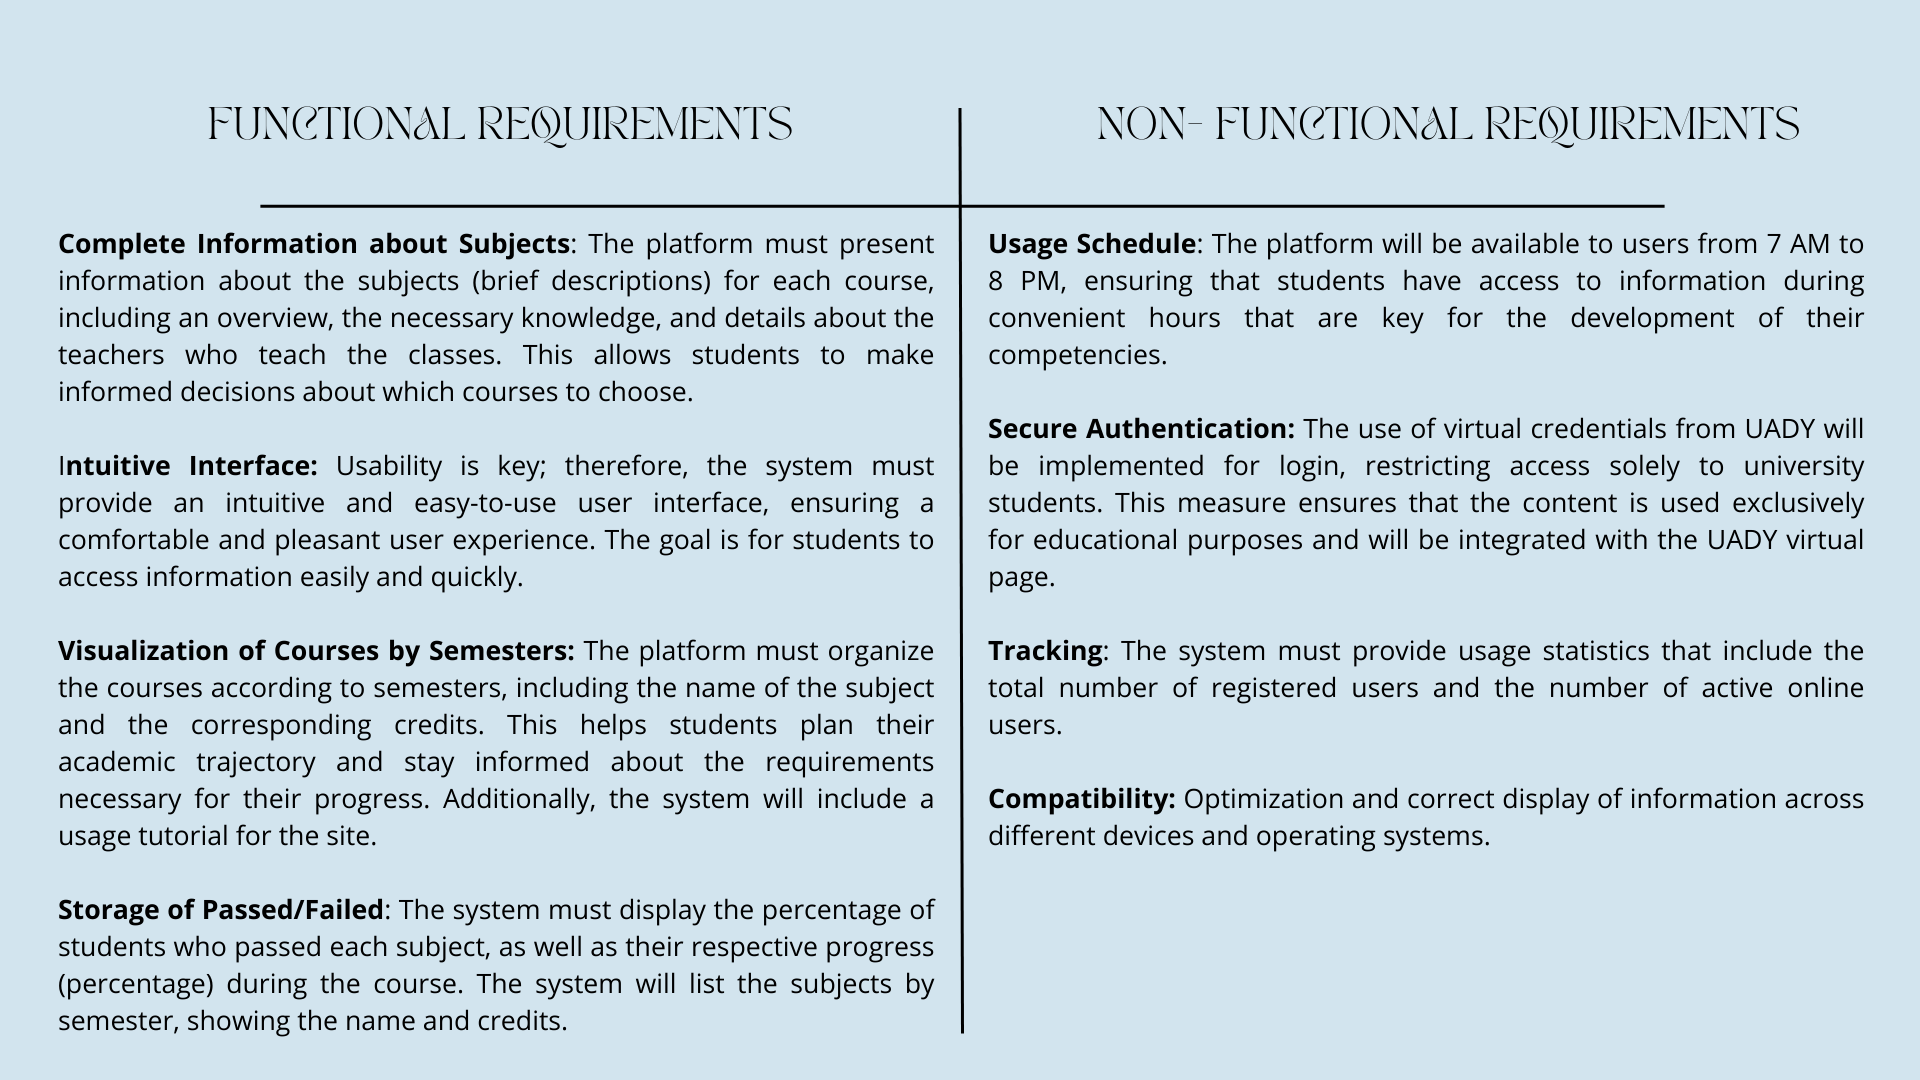 FUNCTIONAL REQUIREMENTS
Complete Information about Subjects: The platform must present
information about the subjects (brief descriptions) for each course,
including an overview, the necessary knowledge, and details about the
teachers who teach the classes. This allows students to make
informed decisions about which courses to choose.
Intuitive Interface: Usability is key; therefore, the system must
provide an intuitive and easy-to-use user interface, ensuring a
comfortable and pleasant user experience. The goal is for students to
access information easily and quickly.
Visualization of Courses by Semesters: The platform must organize
the courses according to semesters, including the name of the subject
and the corresponding credits. This helps students plan their
academic trajectory and stay informed about the requirements
necessary for their progress. Additionally, the system will include a
usage tutorial for the site.
Storage of Passed/Failed: The system must display the percentage of
students who passed each subject, as well as their respective progress
(percentage) during the course. The system will list the subjects by
semester, showing the name and credits.
NON- FUNCTIONAL REQUIREMENTS
Usage Schedule: The platform will be available to users from 7 AM to
8 PM, ensuring that students have access to information during
convenient hours that are key for the development of their
competencies.
Secure Authentication: The use of virtual credentials from UADY will
be implemented for login, restricting access solely to university
students. This measure ensures that the content is used exclusively
for educational purposes and will be integrated with the UADY virtual
page.
Tracking: The system must provide usage statistics that include the
total number of registered users and the number of active online
users.
Compatibility: Optimization and correct display of information across
different devices and operating systems.